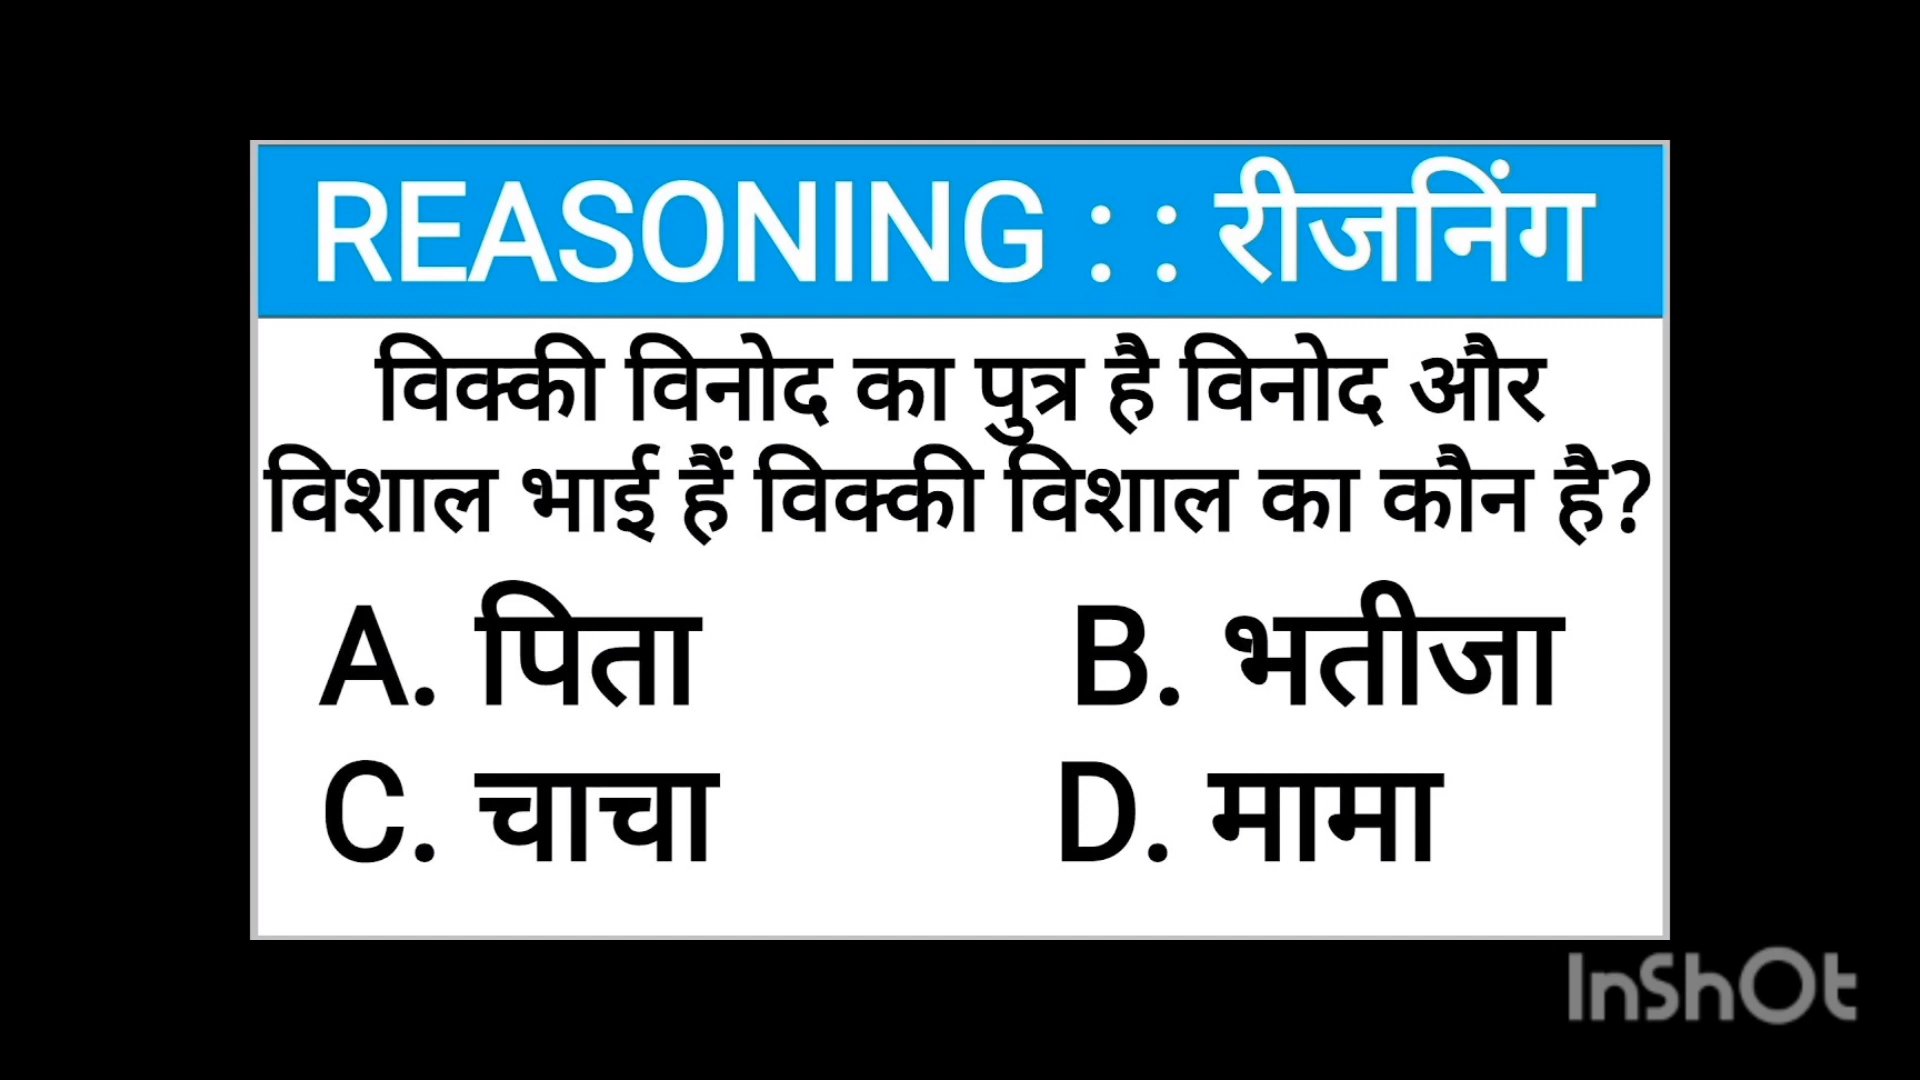 REASONING : : रीजनिंग
विक्की विनोद का पुत्र है विनोद और
विशाल भाई हैं विक्की विशाल का कौन है?
A. पिता B. भतीजा
C. चाचा D. मामा
InShOt